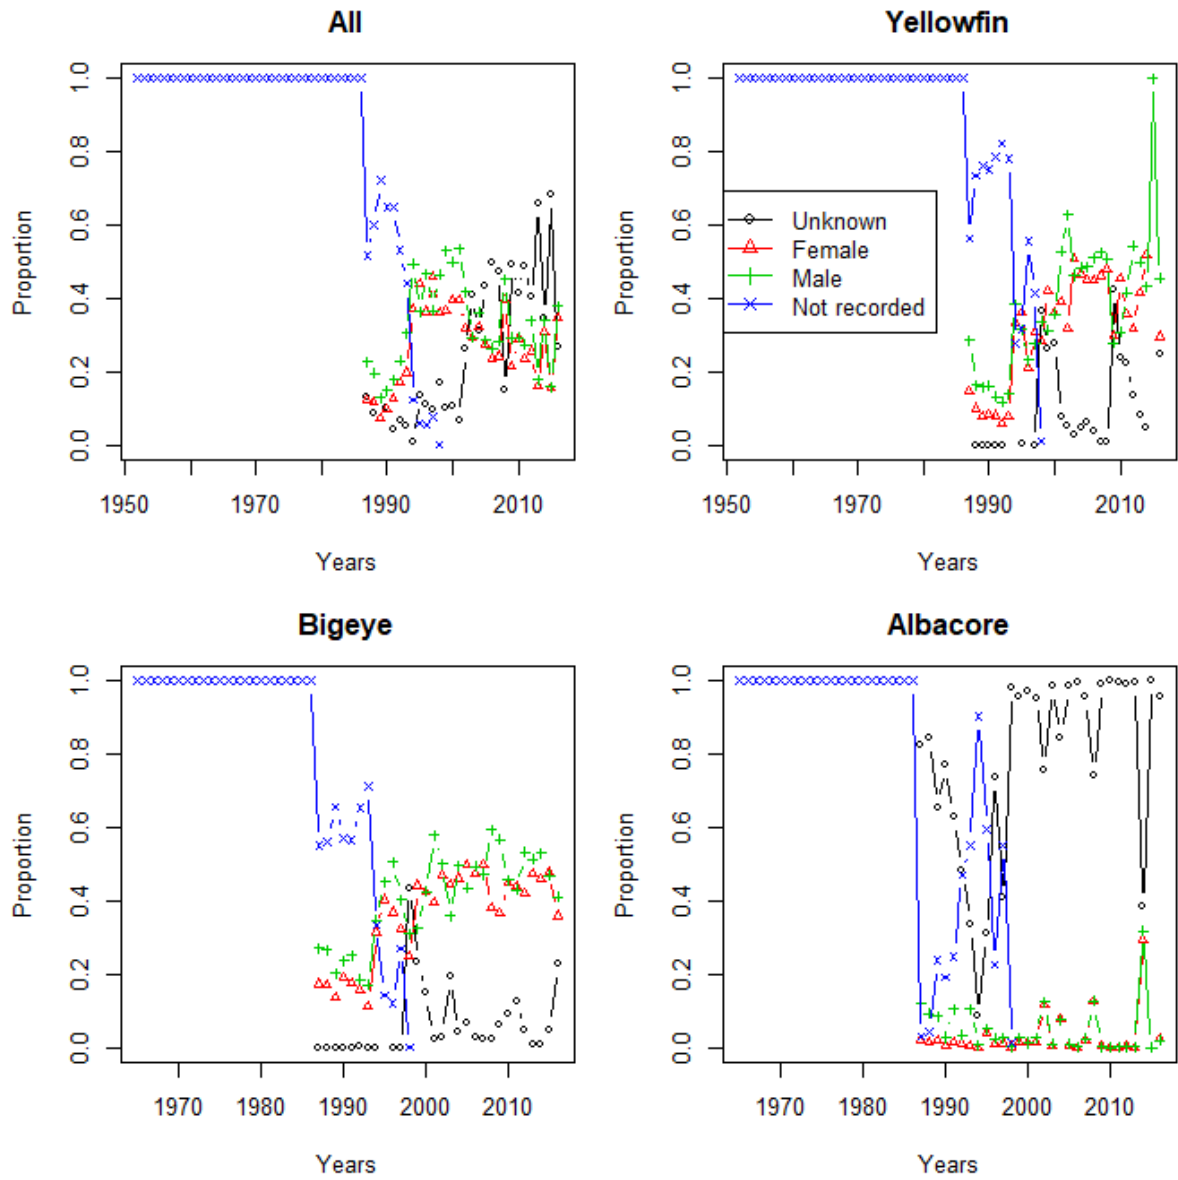 All
Proportion
0.0 0.2 0.4 0.6 0.8 1.0
1950 1970 1990 2010
Years
Yellowfin
Proportion
0.0 0.2 0.4 0.6 0.8 1.0
Unknown
Female
Male
Not recorded
1950 1970 1990 2010
Years
Bigeye
Proportion
0.0 0.2 0.4 0.6 0.8 1.0
1970 1980 1990 2000 2010
Years
Albacore
Proportion
0.0 0.2 0.4 0.6 0.8 1.0
1970 1980 1990 2000 2010
Years